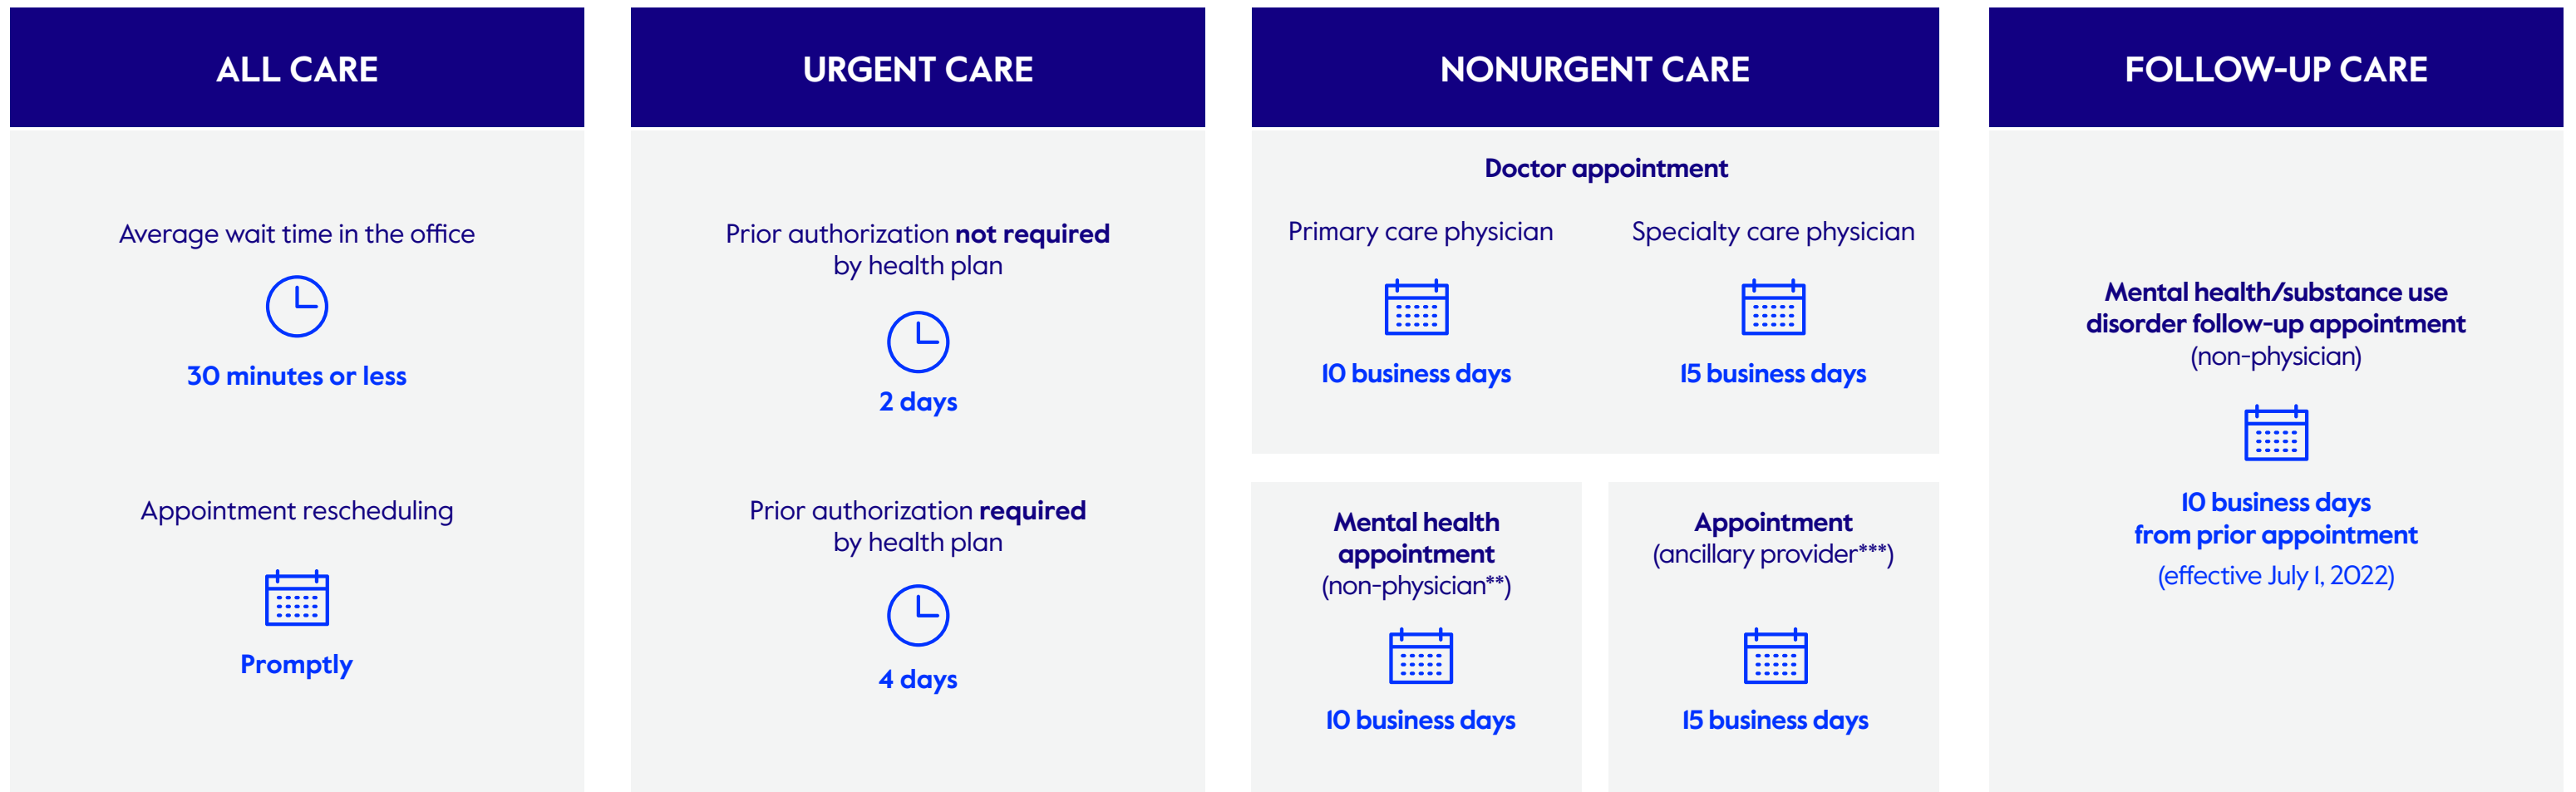 ALL CARE
Average wait time in the office
30 minutes or less
Appointment rescheduling
Promptly
URGENT CARE
Prior authorization not required
by health plan
2 days
Prior authorization required
by health plan
4 days
NONURGENT CARE
Doctor appointment
Primary care physician
10 business days
Specialty care physician
15 business days
Mental health
appointment
(non-physician**)
10 business days
Appointment
(ancillary provider***)
15 business days
FOLLOW-UP CARE
Mental health/substance use
disorder follow-up appointment
(non-physician)
10 business days
from prior appointment
(effective July 1, 2022)